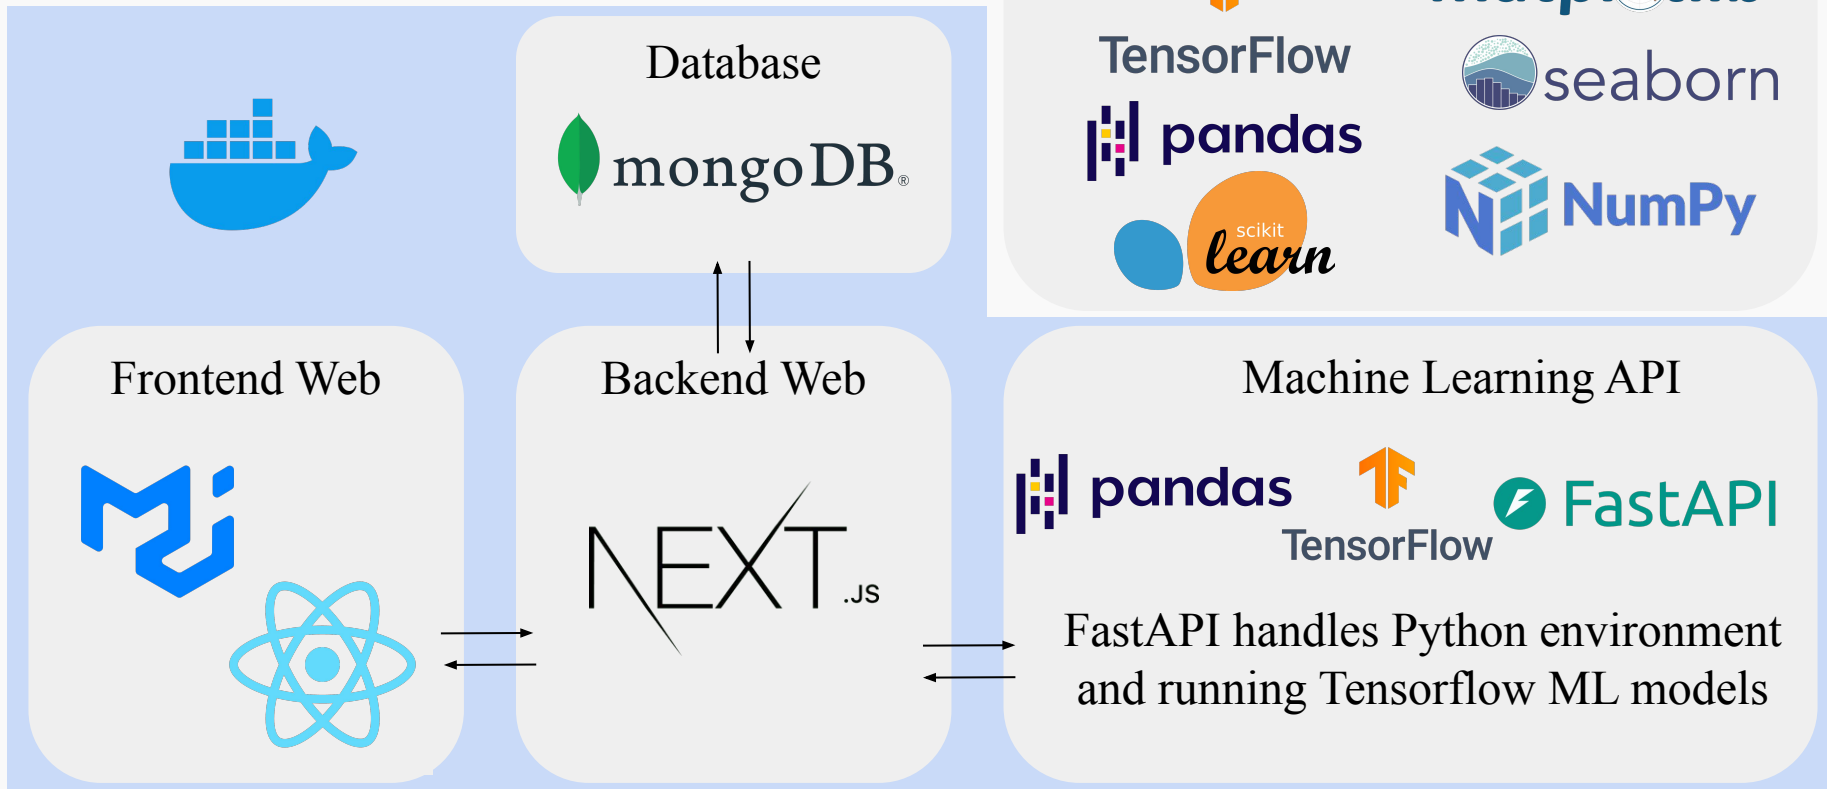 Database
mongoDB®
TensorFlow
seaborn
pandas
NumPy
scikit
learn
Frontend Web
Backend Web
NEXT.JS
Machine Learning API
pandas
TensorFlow
FastAPI
FastAPI handles Python environment
and running Tensorflow ML models